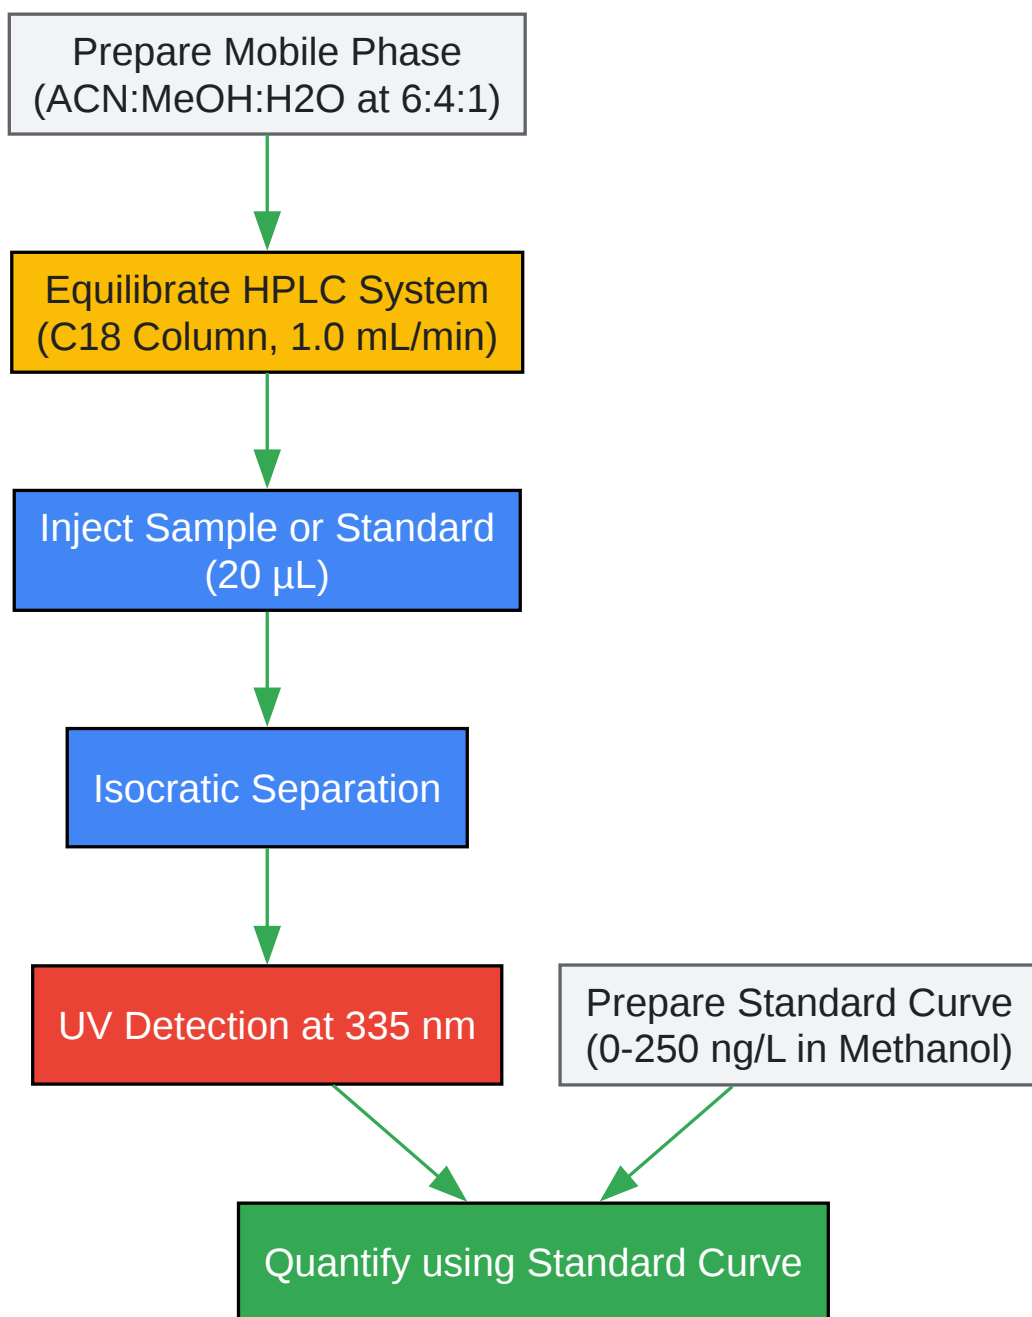 Prepare Mobile Phase
(ACN:MeOH:H2O at 6:4:1)
Equilibrate HPLC System
(C18 Column, 1.0 mL/min)
Inject Sample or Standard
(20 µL)
Isocratic Separation
UV Detection at 335 nm
Prepare Standard Curve
(0-250 ng/L in Methanol)
Quantify using Standard Curve